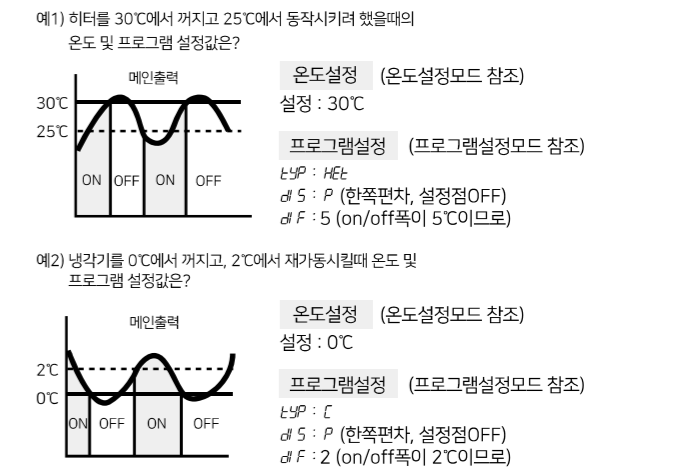 예1) 히터를 30℃에서 꺼지고 25℃에서 동작시키려 했을때의
온도 및 프로그램 설정값은?
메인출력
30℃
25℃
ON
OFF
ON
OFF
온도설정 (온도설정모드 참조)
설정 : 30℃
프로그램설정 (프로그램설정모드 참조)
tYP : HEt
dI S : P (한쪽편차, 설정점OFF)
dI F : 5 (on/off폭이 5℃이므로)
예2) 냉각기를 0℃에서 꺼지고, 2℃에서 재가동시킬때 온도 및
프로그램 설정값은?
메인출력
2℃
0℃
ON
OFF
ON
OFF
온도설정 (온도설정모드 참조)
설정 : 0℃
프로그램설정 (프로그램설정모드 참조)
tYP : C
dI S : P (한쪽편차, 설정점OFF)
dI F : 2 (on/off폭이 2℃이므로)